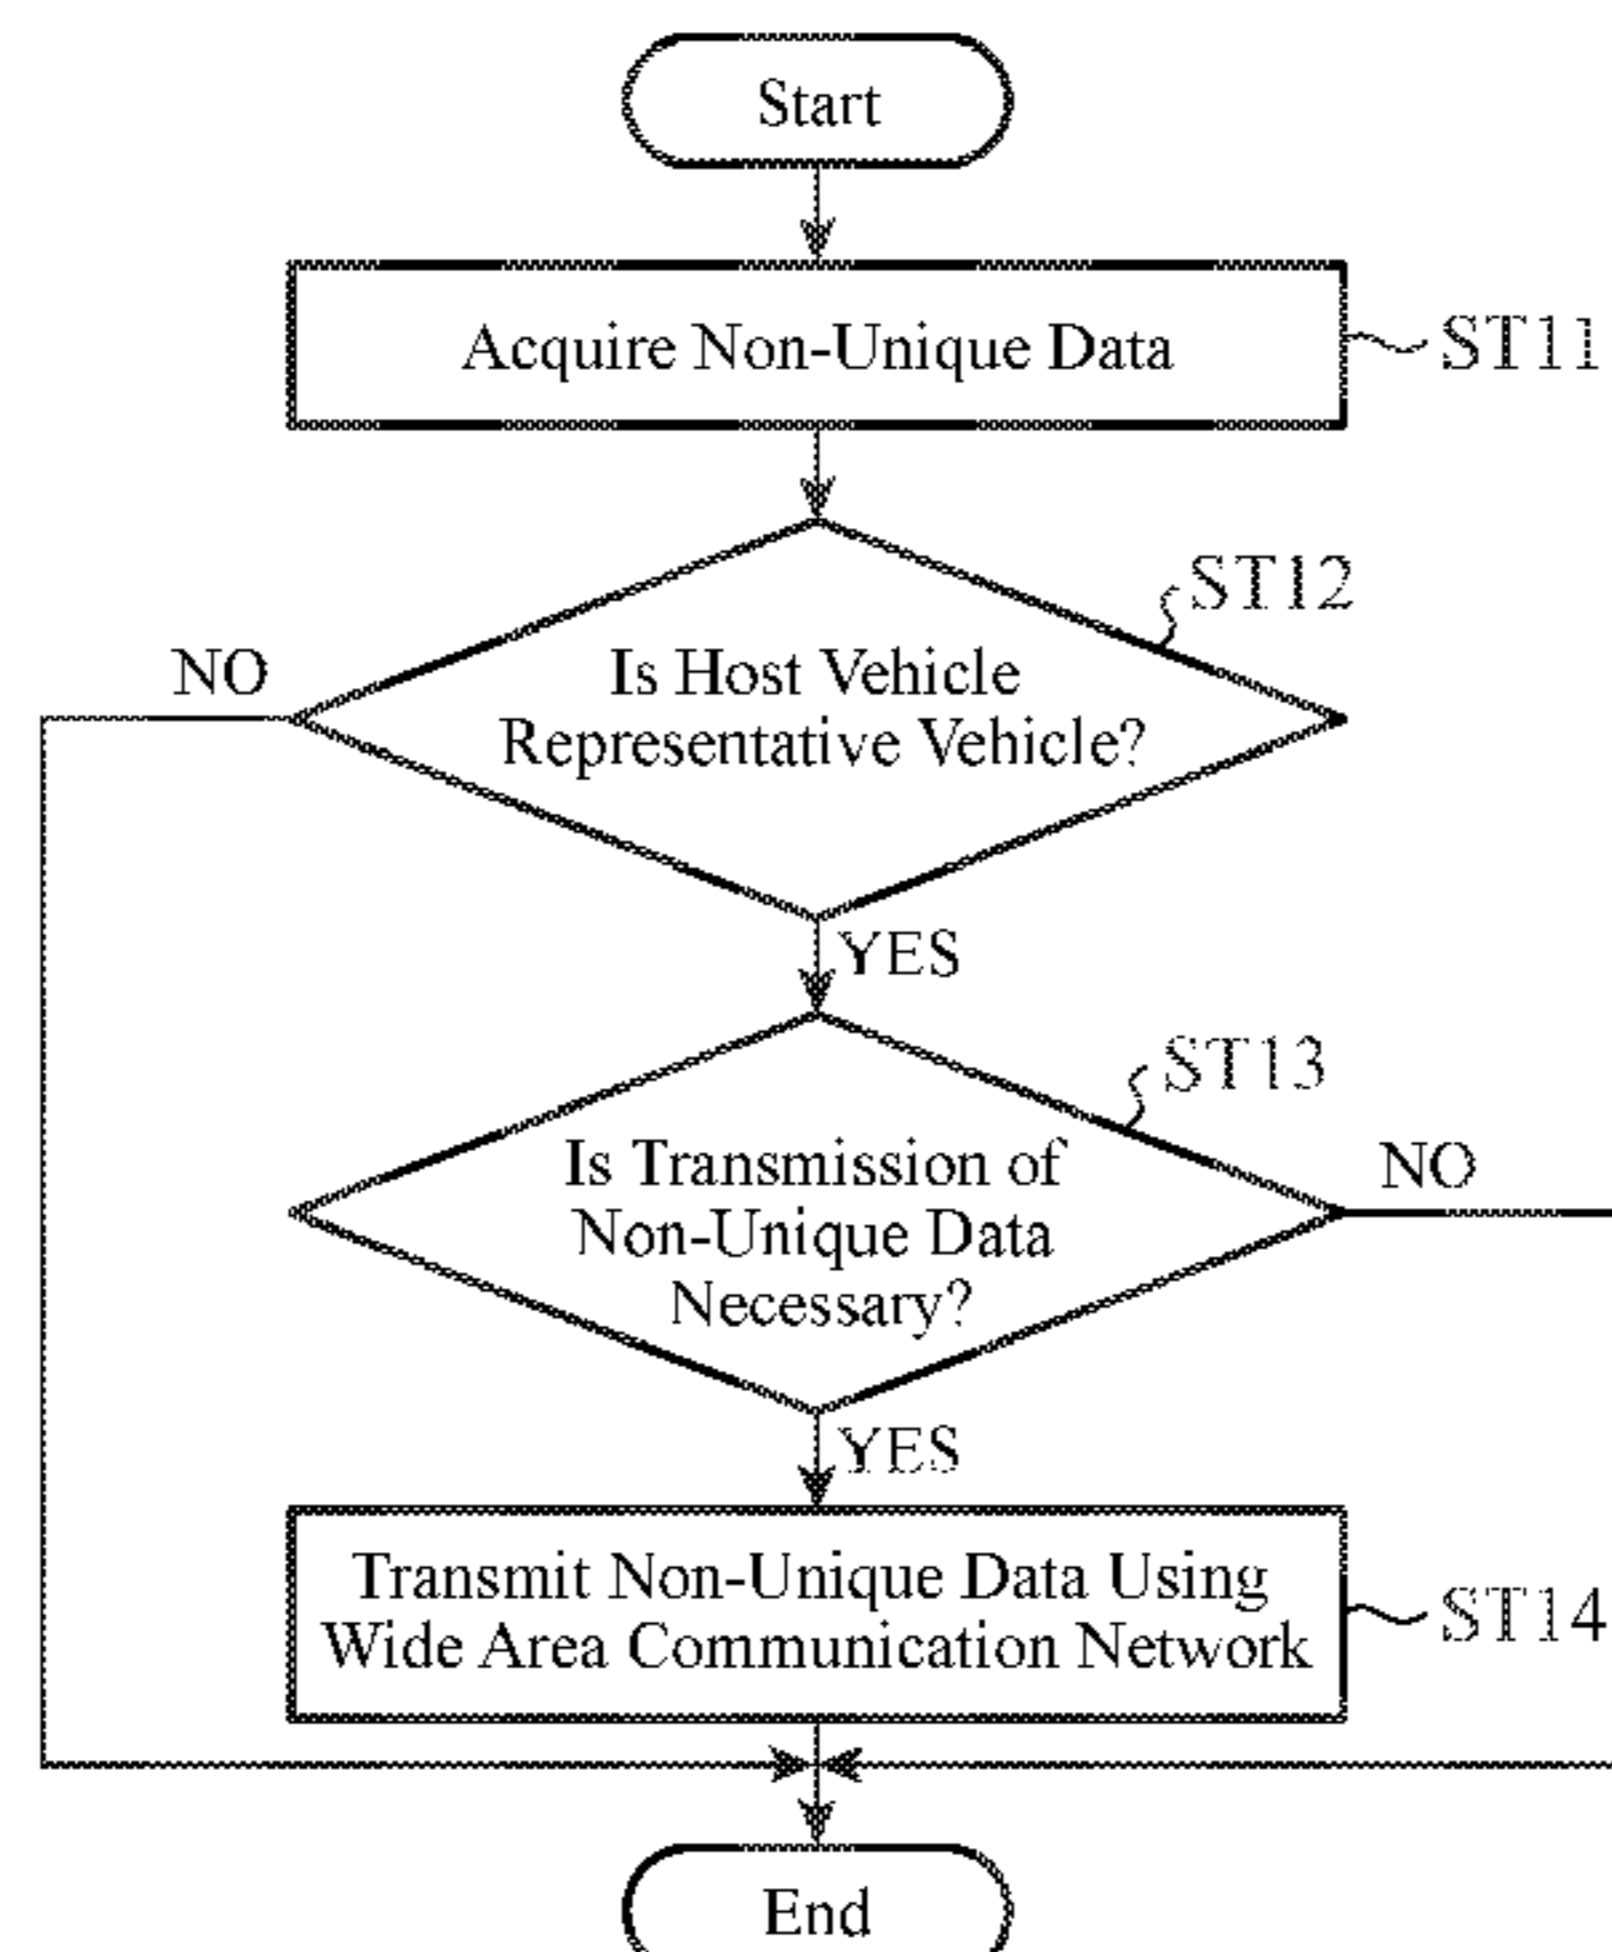 Start
Acquire Non-Unique Data
ST11
ST12
NO
Is Host Vehicle
Representative Vehicle?
YES
ST13
Is Transmission of
NO
Non-Unique Data
Necessary?
YES
Transmit Non-Unique Data Using
Wide Area Communication Network
ST14
End